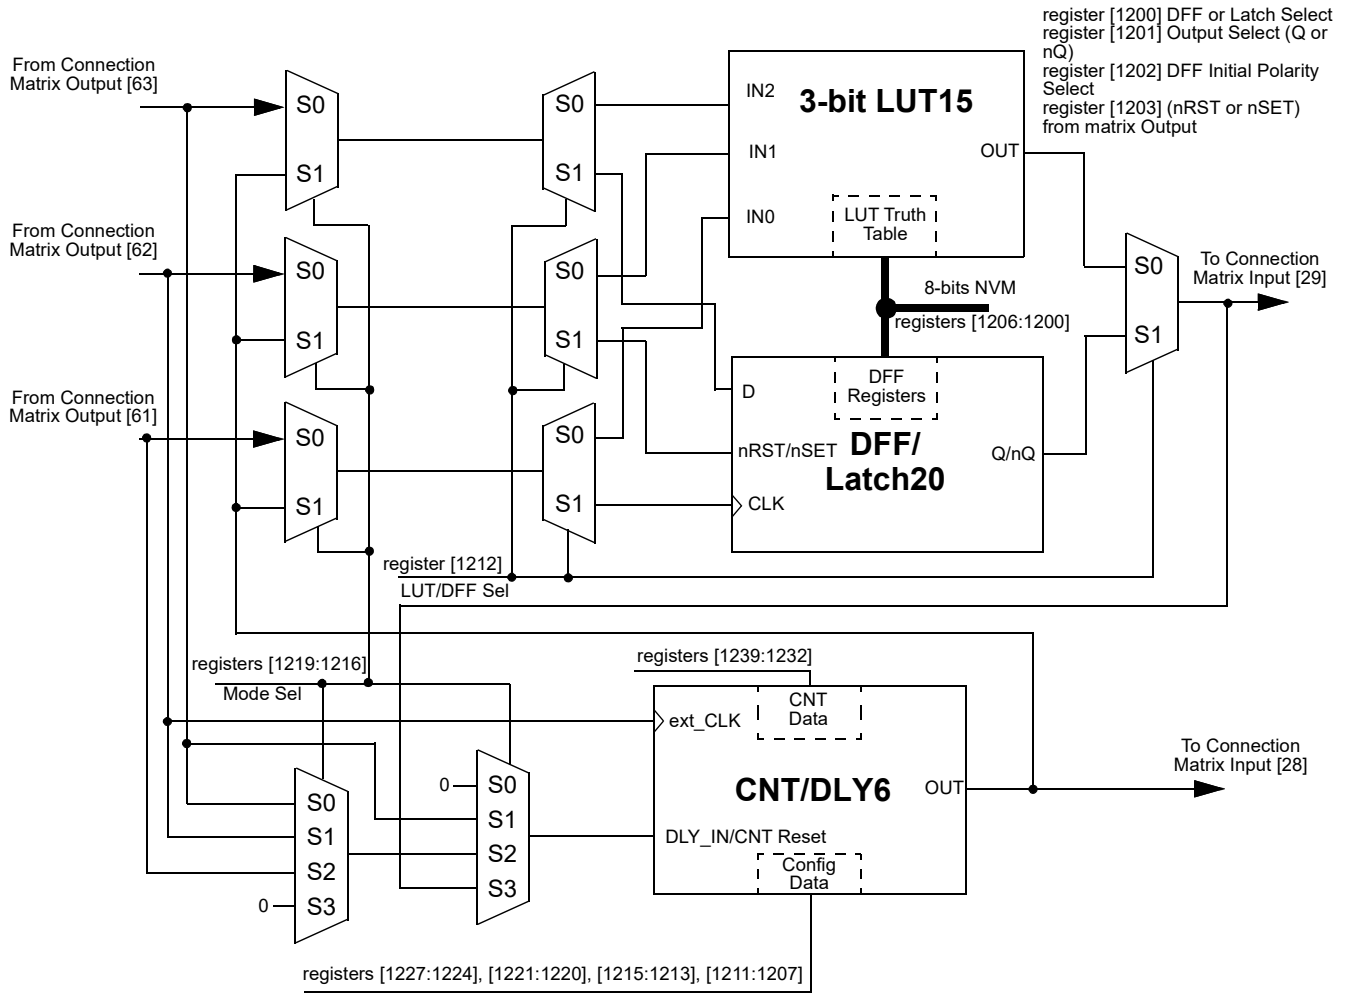 register [1200] DFF or Latch Select
register [1201] Output Select (Q or
nQ)
register [1202] DFF Initial Polarity
Select
register [1203] (nRST or nSET)
from matrix Output
From Connection
Matrix Output [63]
S0
S1
S0
S1
IN2
3-bit LUT15
IN1
OUT
IN0
LUT Truth
Table
From Connection
Matrix Output [62]
S0
S1
S0
S1
8-bits NVM
registers [1206:1200]
S0
S1
To Connection
Matrix Input [29]
From Connection
Matrix Output [61]
S0
S1
S0
S1
D
DFF
Registers
nRST/nSET
DFF/
Latch20
Q/nQ
CLK
register [1212]
LUT/DFF Sel
registers [1219:1216]
Mode Sel
registers [1239:1232]
CNT
Data
ext_CLK
CNT/DLY6
OUT
To Connection
Matrix Input [28]
DLY_IN/CNT Reset
Config
Data
S0
S1
S2
0
S3
0
S0
S1
S2
S3
registers [1227:1224], [1221:1220], [1215:1213], [1211:1207]